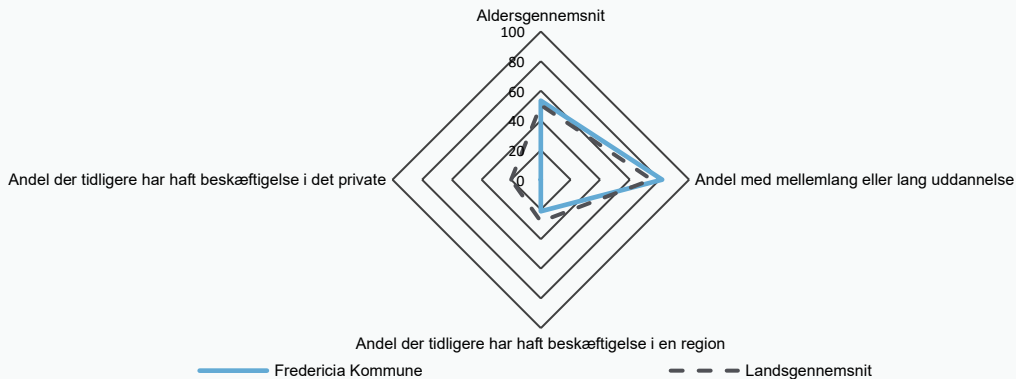 Aldersgennemsnit
100
80
60
40
20
0
Andel der tidligere har haft beskæftigelse i det private
Andel med mellemlang eller lang uddannelse
Andel der tidligere har haft beskæftigelse i en region
Fredericia Kommune
Landsgennemsnit